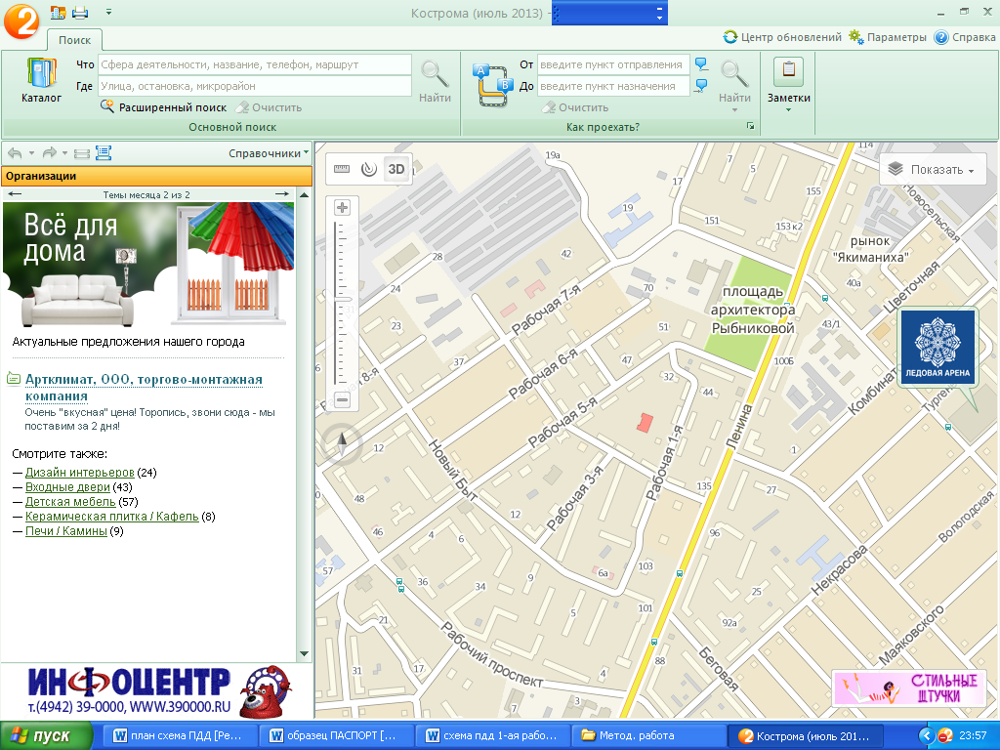 Кострома (июль 2013) -
Поиск
Центр обновлений
Параметры
Справка
Каталог
Что
Сфера деятельности, название, телефон, маршрут
Где
Улица, остановка, микрорайон
Расширенный поиск
Очистить
Найти
Основной поиск
От
введите пункт отправления
До
введите пункт назначения
Очистить
Найти
Как проехать?
Заметки
Справочники
Организации
Темы месяца 2 из 2
Всё для
дома
Актуальные предложения нашего города
Артклимат, ООО, торгово-монтажная
компания
Очень "вкусная" цена! Торопись, звони сюда - мы
поставим за 2 дня!
Смотрите также:
— Дизайн интерьеров (24)
— Входные двери (43)
— Детская мебель (57)
— Керамическая плитка / Кафель (8)
— Печи / Камины (9)
ИНФОЦЕНТР
т.(4942) 39-0000, WWW.390000.RU
3D
Показать
114
19а
7
5
155
17
19
151
153 к2
Новосельская
рынок
"Якиманиха"
28
42
24
70
40а
Цветочная
площадь
архитектора
Рыбниковой
Рабочая 7-я
23
51
43/1
ЛЕДОВАЯ АРЕНА
37
Рабочая 6-я
47
32
100Б
8-я
44
Комбинат
Тургене
Рабочая 5-я
Ленина
12
1
Новый Быт
Рабочая 1-я
Рабочая 3-я
135
27
48
12
46
96
Вологодская
57
36
34
9
6а
103
Некрасова
25
21
101
92а
Маяковского
Рабочий проспект
31
17
3
4
88
Беговая
СТИЛЬНЫЕ
ШТУЧКИ
пуск
план схема ПДД [Ре...
образец ПАСПОРТ [...
схема пдд 1-ая рабо...
Метод. работа
Кострома (июль 201...
23:57